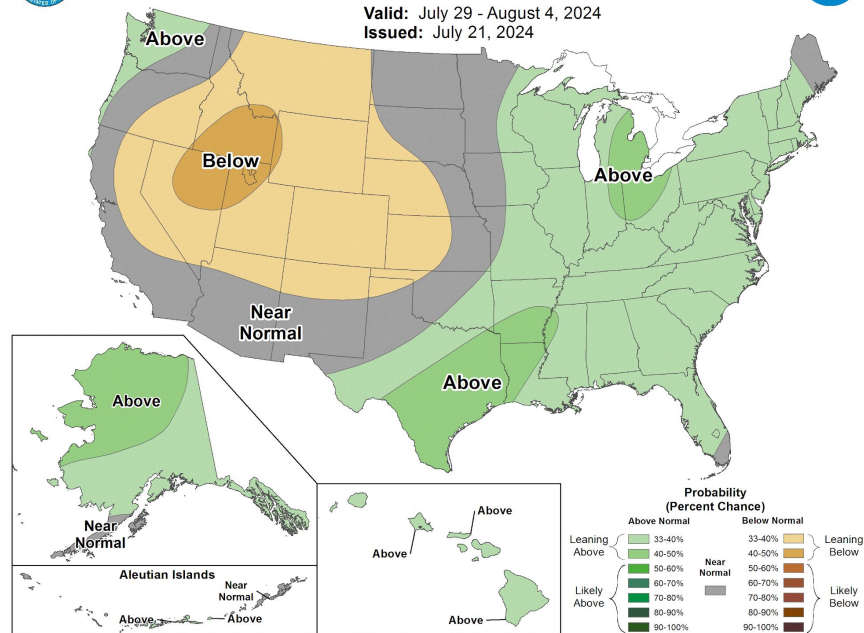 STATES OF
Valid: July 29 - August 4, 2024
Issued: July 21, 2024
Above
Below
Above
Near
Normal
Above
Above
Near
Normal
Aleutian Islands
Near
Normal
Above
Above
Above
Above
Above
Probability
(Percent Chance)
Above Normal
Below Normal
Leaning
Above
33-40%
40-50%
Likely
Above
50-60%
60-70%
70-80%
80-90%
90-100%
Near
Normal
33-40%
40-50%
Leaning
Below
50-60%
60-70%
70-80%
80-90%
90-100%
Likely
Below